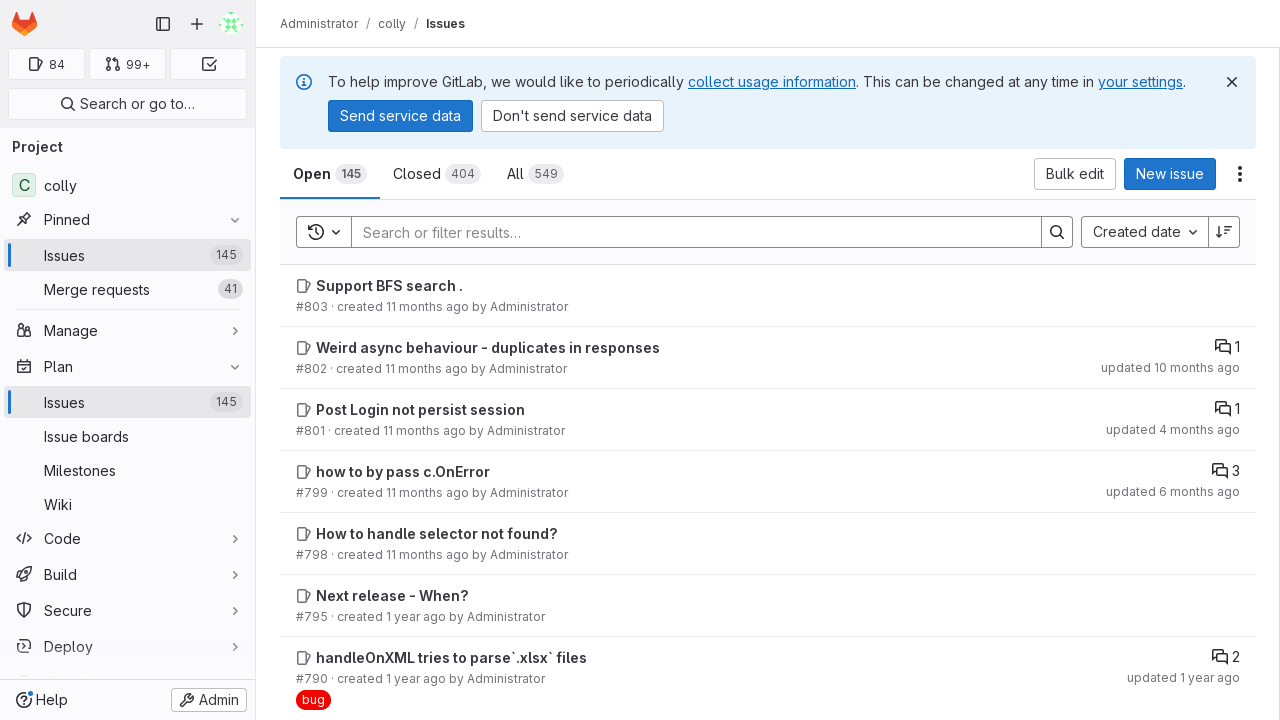 Administrator / colly / Issues
84
99+
Search or go to…
Project
C colly
Pinned
Issues 145
Merge requests 41
Manage
Plan
Issues 145
Issue boards
Milestones
Wiki
Code
Build
Secure
Deploy
Help
Admin
To help improve GitLab, we would like to periodically collect usage information. This can be changed at any time in your settings.
Send service data
Don't send service data
Open 145
Closed 404
All 549
Bulk edit
New issue
Search or filter results…
Created date
Support BFS search .
#803 · created 11 months ago by Administrator
Weird async behaviour - duplicates in responses
1
#802 · created 11 months ago by Administrator
updated 10 months ago
Post Login not persist session
1
#801 · created 11 months ago by Administrator
updated 4 months ago
how to by pass c.OnError
3
#799 · created 11 months ago by Administrator
updated 6 months ago
How to handle selector not found?
#798 · created 11 months ago by Administrator
Next release - When?
#795 · created 1 year ago by Administrator
handleOnXML tries to parse`.xlsx` files
2
#790 · created 1 year ago by Administrator
updated 1 year ago
bug